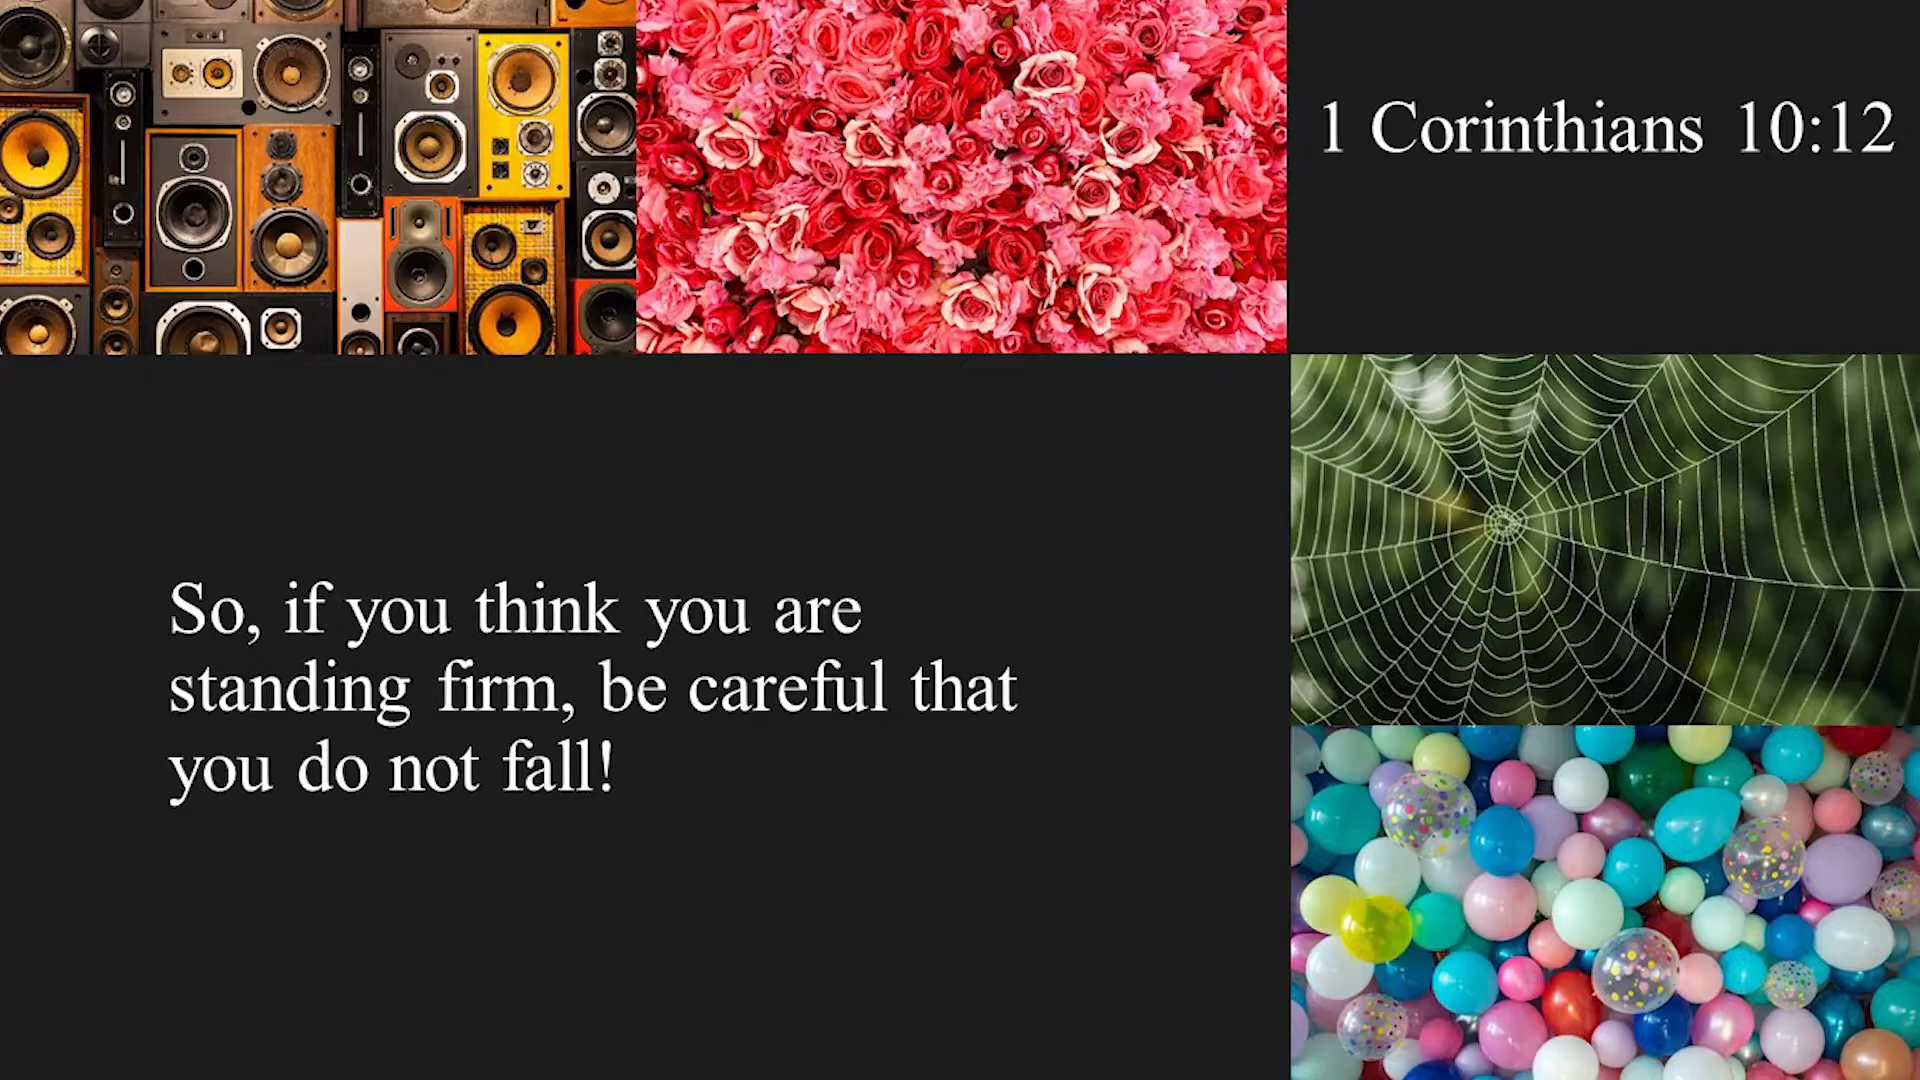 1 Corinthians 10:12
So, if you think you are
standing firm, be careful that
you do not fall!